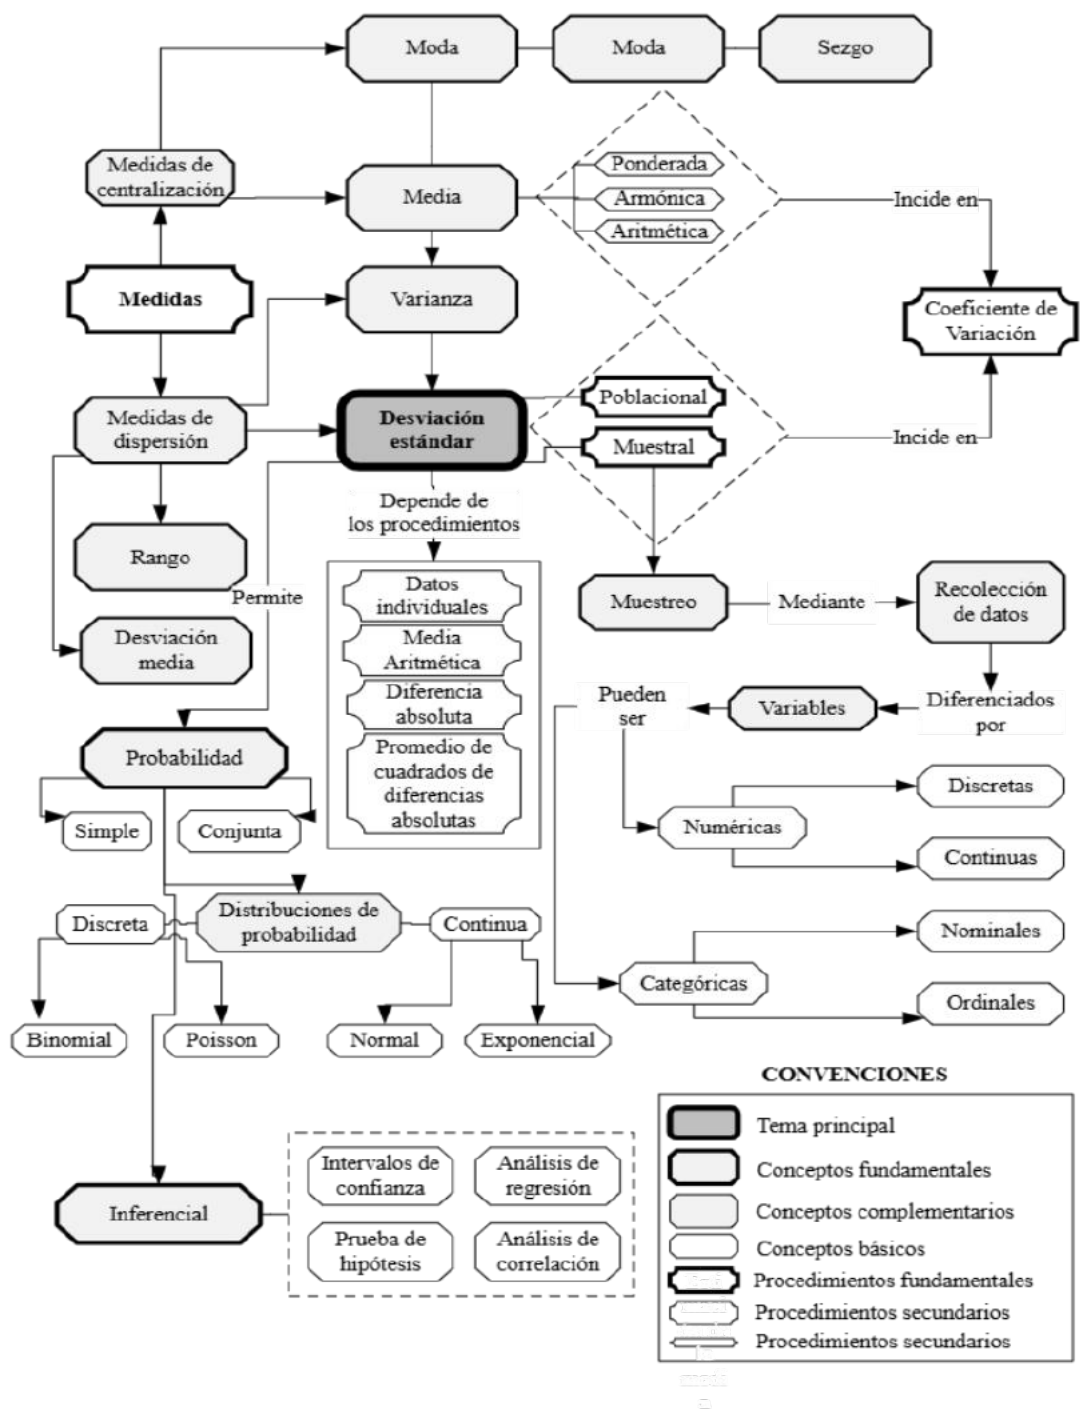 Moda
Moda
Sezgo
Medidas de
centralización
Ponderada
Media
Armónica
Incide en
Aritmética
Medidas
Varianza
Coeficiente de
Variación
Medidas de
dispersión
Desviación
estándar
Poblacional
Muestral
Incide en
Depende de
los procedimientos
Rango
Permite
Datos
individuales
Muestreo
Mediante
Recolección
de datos
Desviación
media
Media
Aritmética
Diferencia
absoluta
Pueden
ser
Variables
Diferenciados
por
Probabilidad
Promedio de
cuadrados de
diferencias
absolutas
Discretas
Simple
Conjunta
Numéricas
Continuas
Discreta
Distribuciones de
probabilidad
Continua
Nominales
Categóricas
Ordinales
Binomial
Poisson
Normal
Exponencial
CONVENCIONES
Tema principal
Conceptos fundamentales
Conceptos complementarios
Conceptos básicos
Procedimientos fundamentales
Procedimientos secundarios
Procedimientos secundarios
Inferencial
Intervalos de
confianza
Análisis de
regresión
Prueba de
hipótesis
Análisis de
correlación